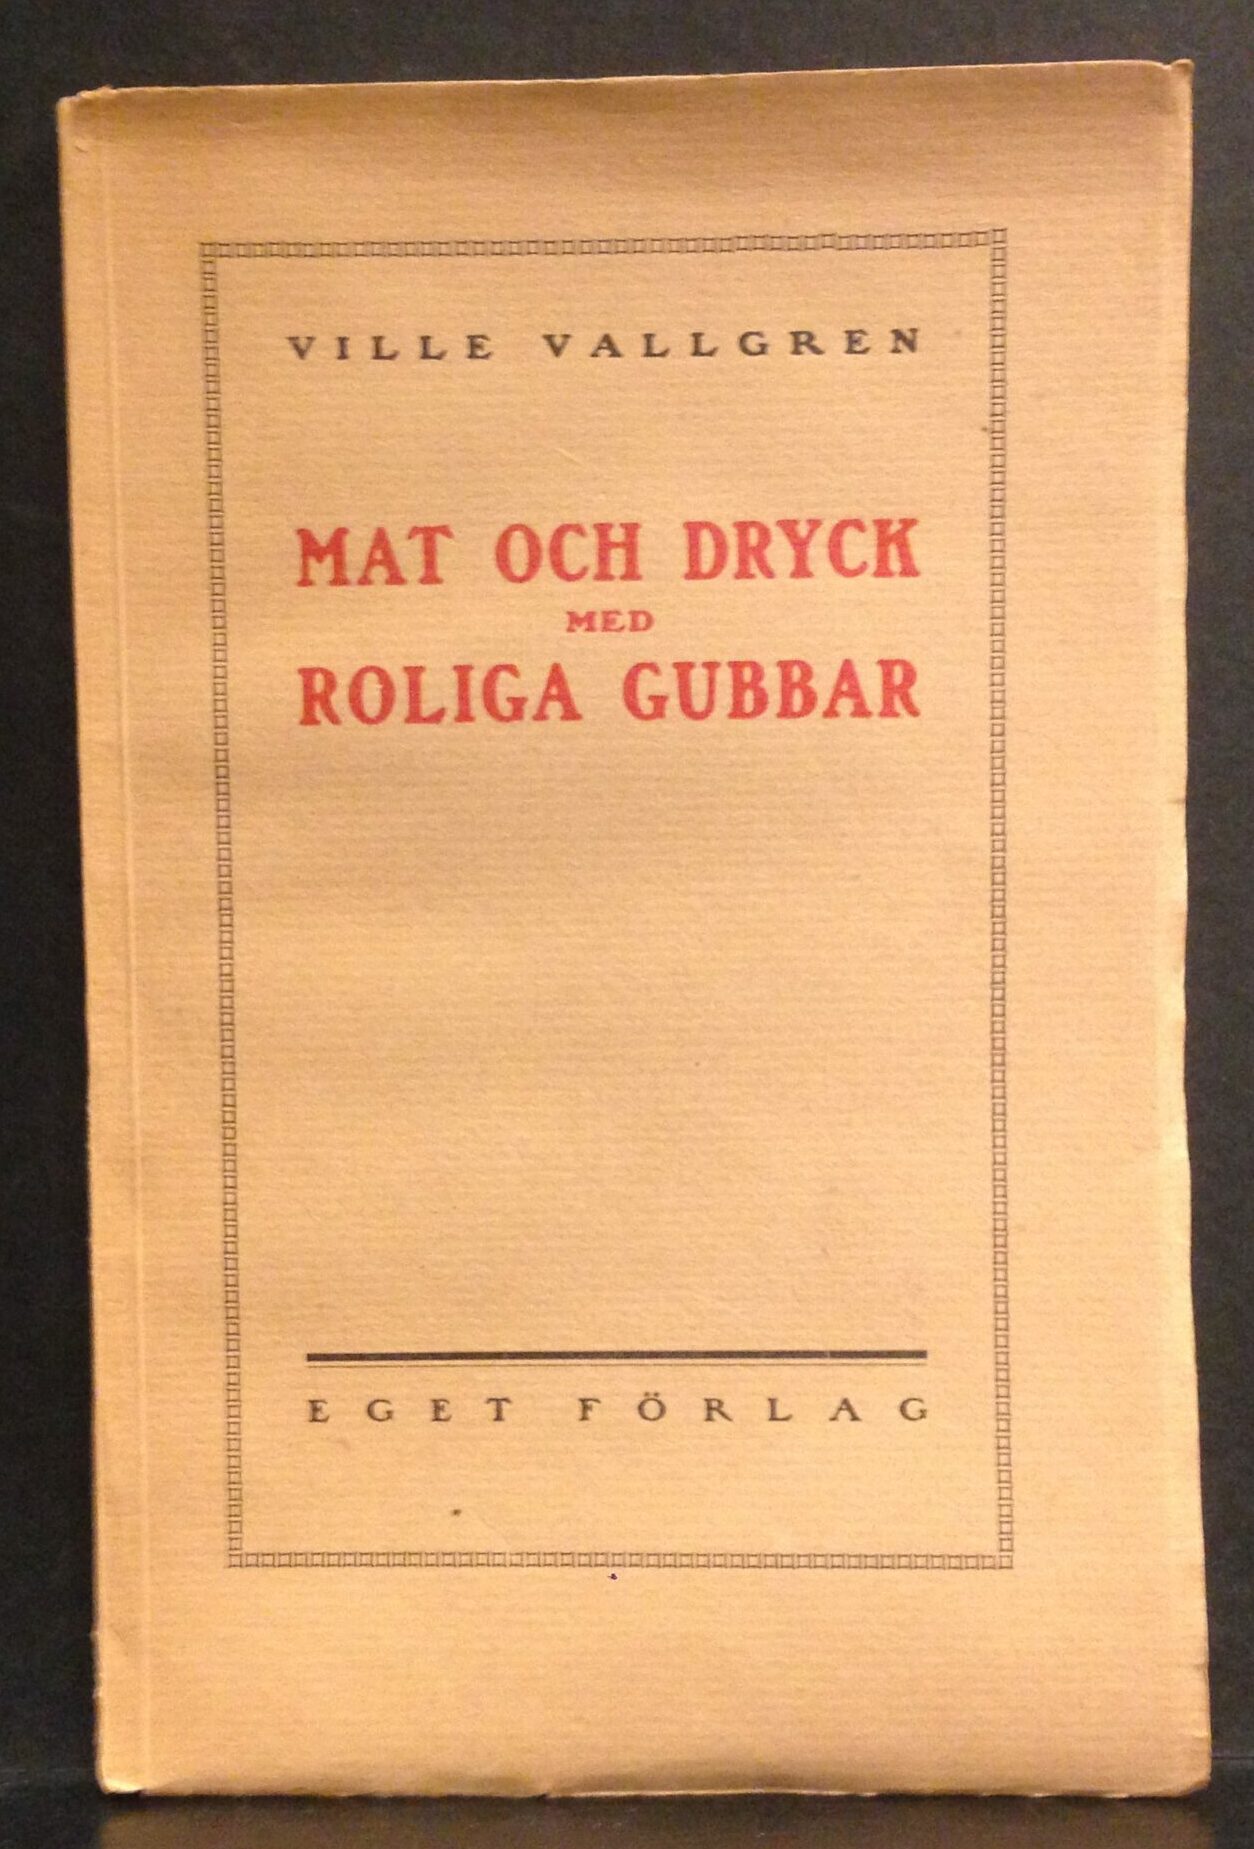 VILLE VALLGREN
MAT OCH DRYCK
MED
ROLIGA GUBBAR
EGET FÖRLAG